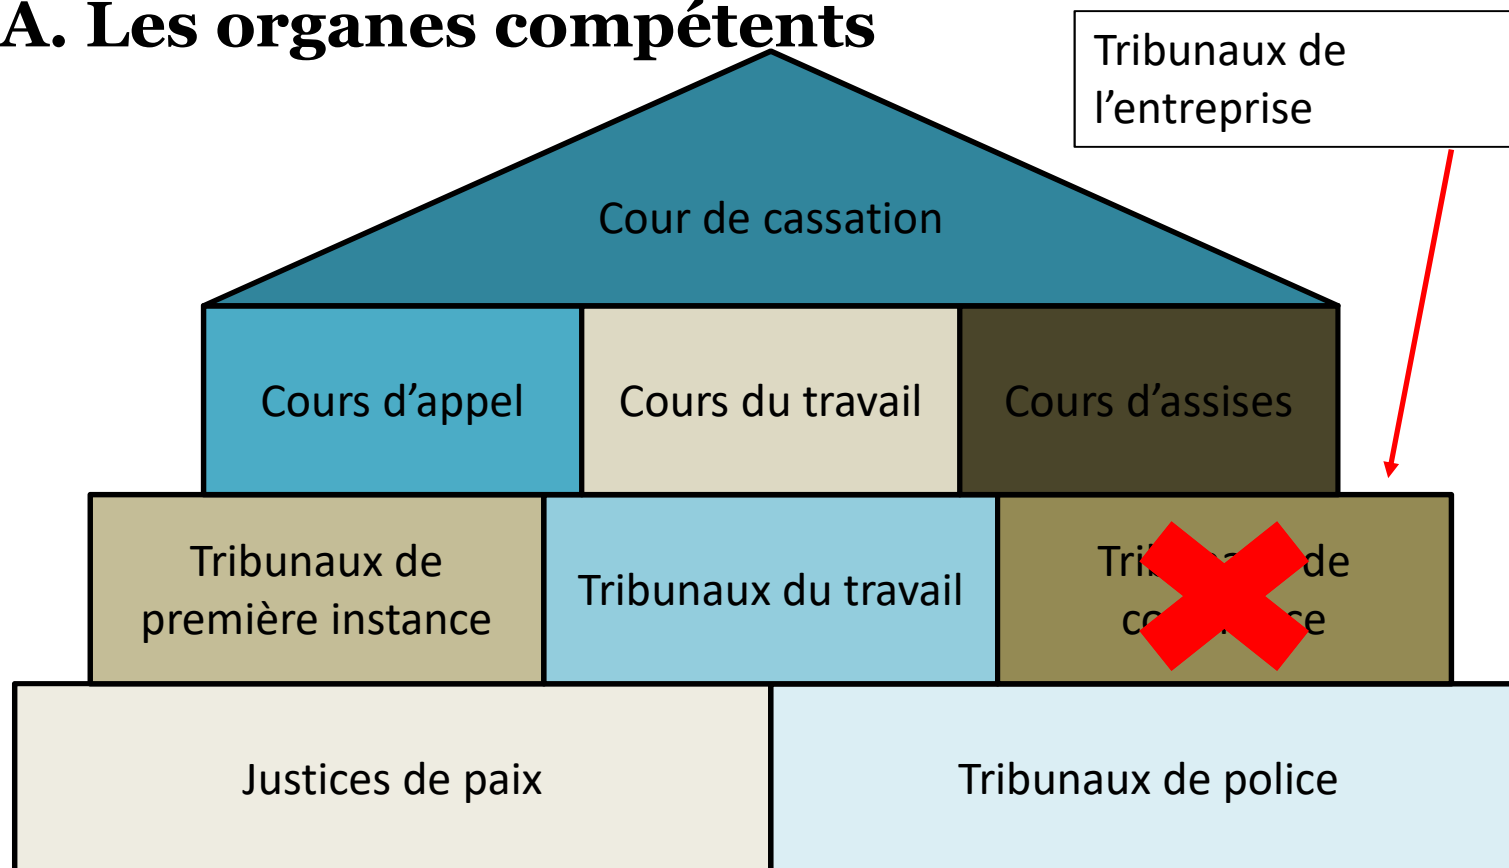 A. Les organes compétents
Tribunaux de
l’entreprise
Cour de cassation
Cours d’appel
Cours du travail
Cours d’assises
Tribunaux de
première instance
Tribunaux du travail
de
Justices de paix
Tribunaux de police